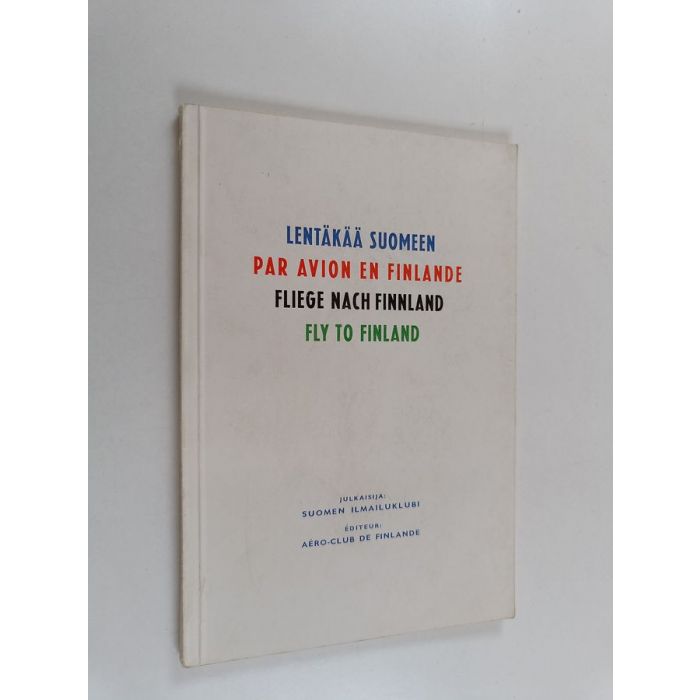 LENTÄKÄÄ SUOMEEN
PAR AVION EN FINLANDE
FLIEGE NACH FINNLAND
FLY TO FINLAND
JULKAISIJA:
SUOMEN ILMAILUKLUBI
ÉDITEUR:
AÉRO-CLUB DE FINLANDE